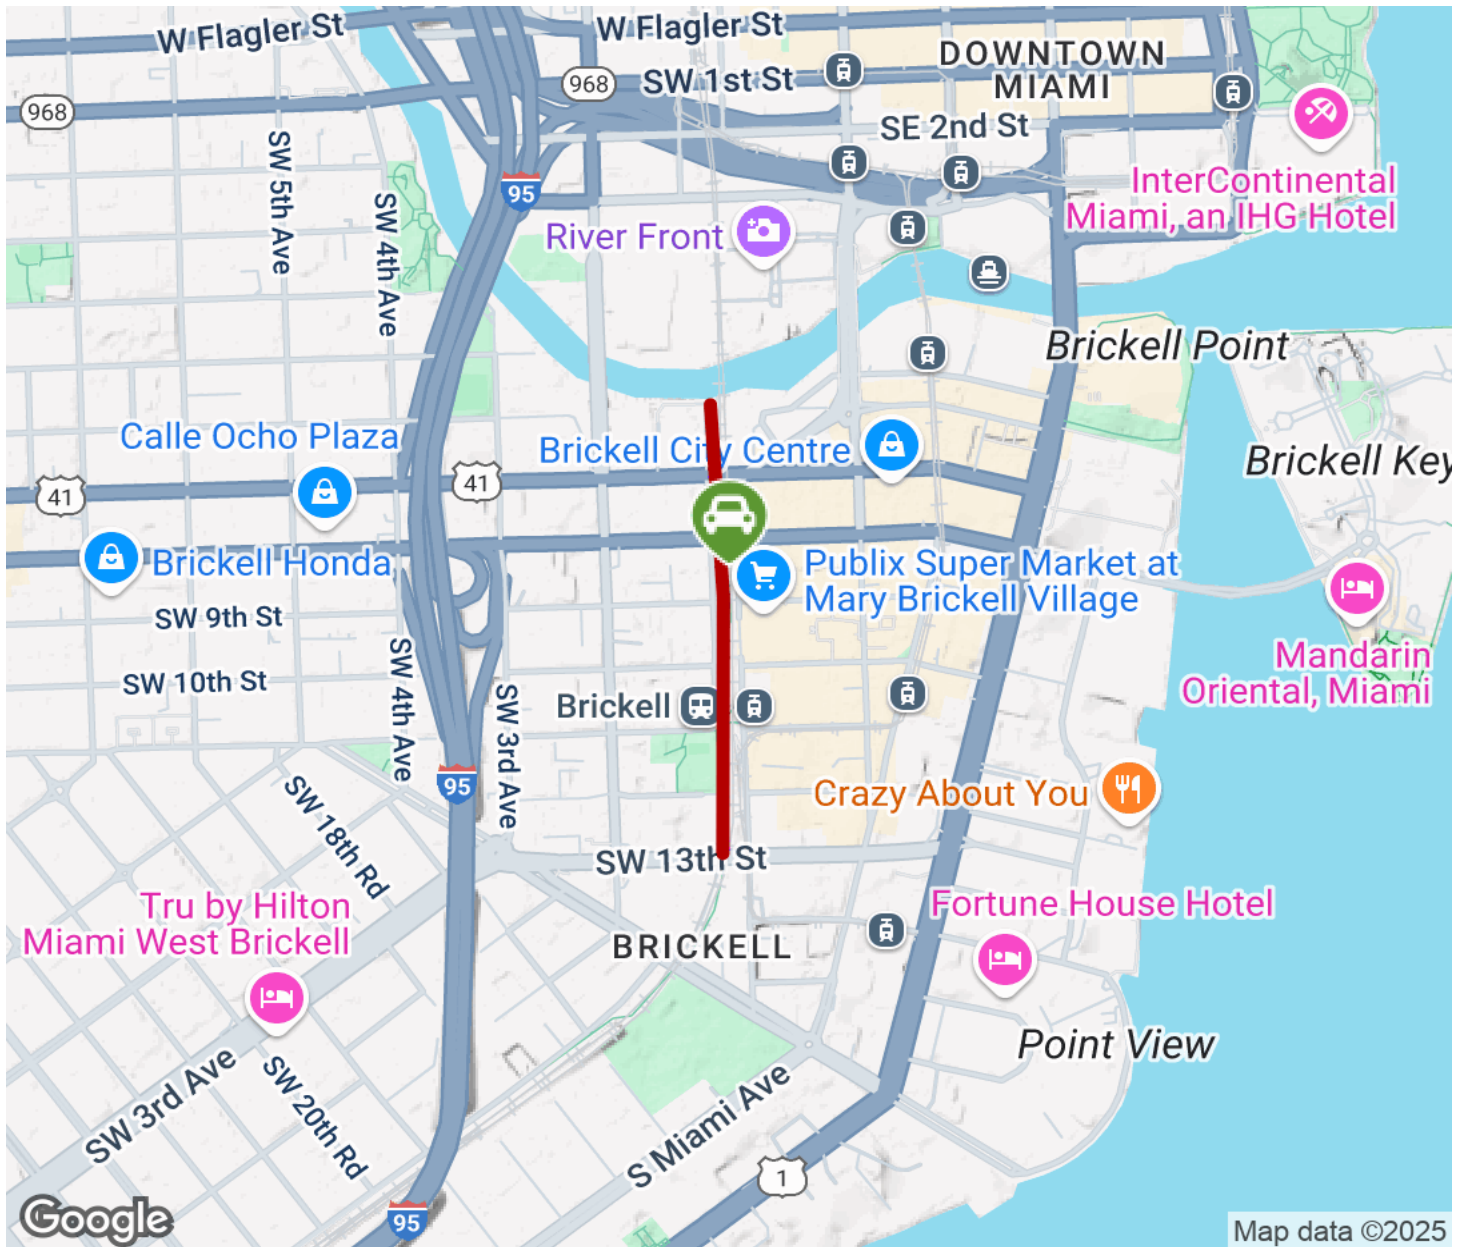 W Flagler St
W Flagler St
DOWNTOWN
MIAMI
968
SW 1st St
968
SE 2nd St
SW 5th Ave
SW 4th Ave
95
InterContinental
Miami, an IHG Hotel
River Front
Brickell Point
Calle Ocho Plaza
Brickell City Centre
Brickell Key
41
41
Brickell Honda
Publix Super Market at
Mary Brickell Village
SW 9th St
SW 10th St
SW 4th Ave
SW 3rd Ave
Brickell
Mandarin
Oriental, Miami
95
Crazy About You
SW 18th Rd
SW 13th St
Tru by Hilton
Miami West Brickell
Fortune House Hotel
BRICKELL
Point View
SW 3rd Ave
SW 20th Rd
S Miami Ave
1
95
Google
Map data ©2025